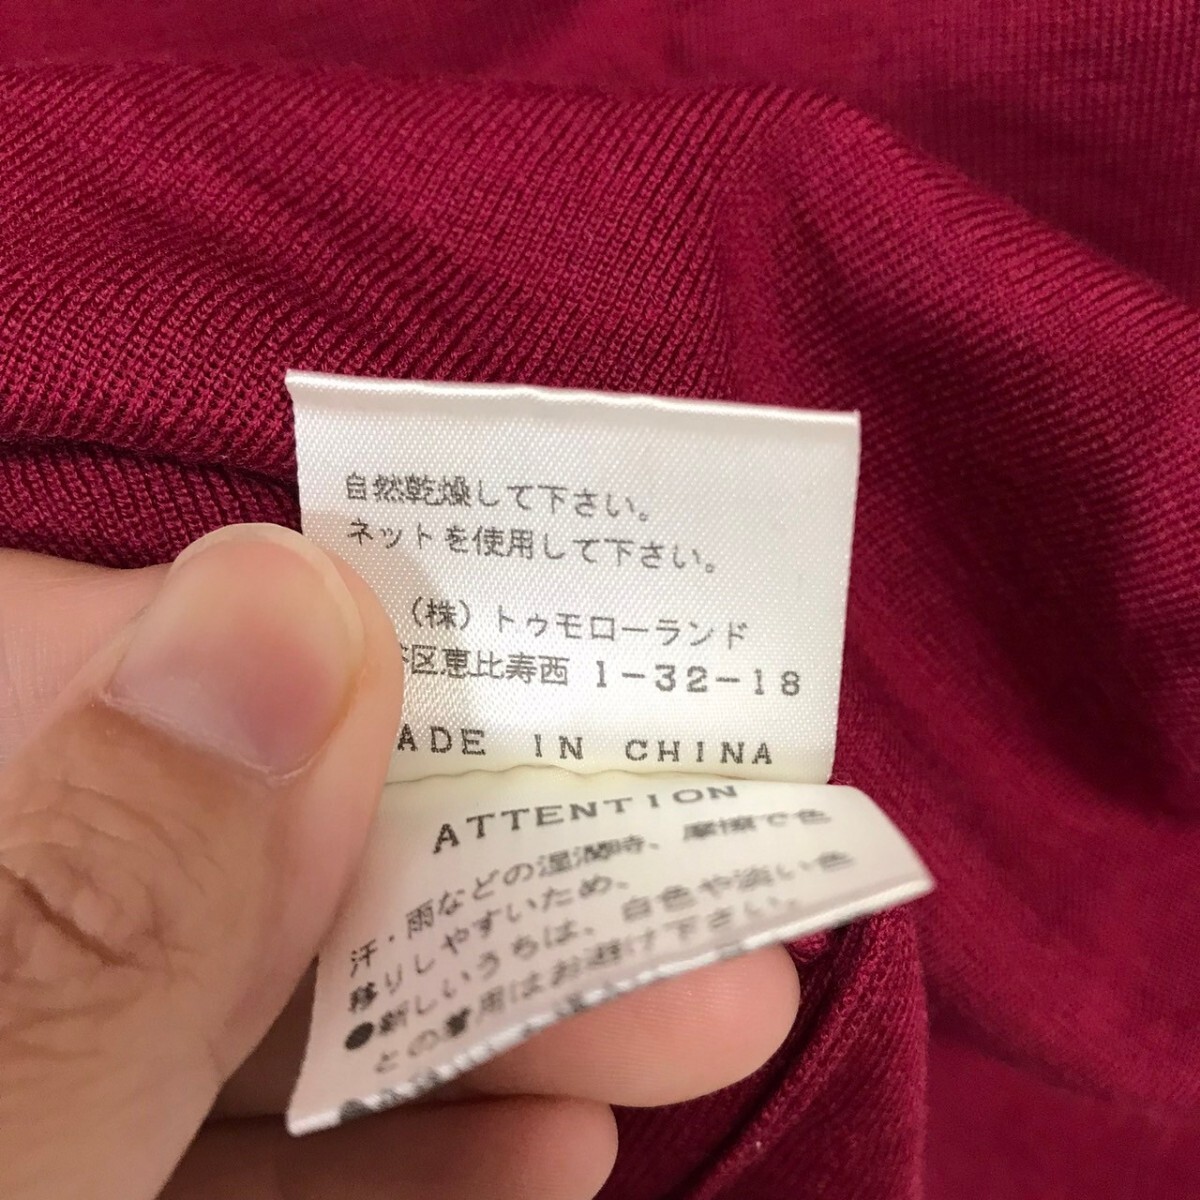 自然乾燥して下さい。
ネットを使用して下さい。
(株)トゥモローランド
区恵比寿西 1-32-18
ADE IN CHINA
ATTENTION
汗・雨などの湿潤時、摩擦で色
移りしやすいため、
●新しいうちは、白色や淡い色
との着用はお避け下さい。